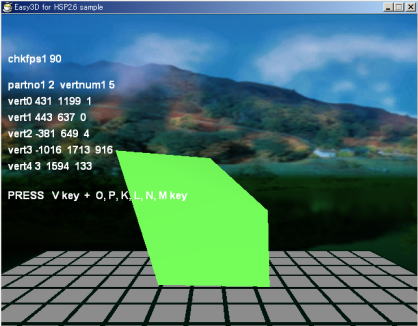 Easy3D for HSP2.6 sample
chkfps1 90
partno1 2 vertnum1 5
vert0 431 1199 1
vert1 443 637 0
vert2 -381 649 4
vert3 -1016 1713 916
vert4 3 1594 133
PRESS V key + O, P, K, L, N, M key